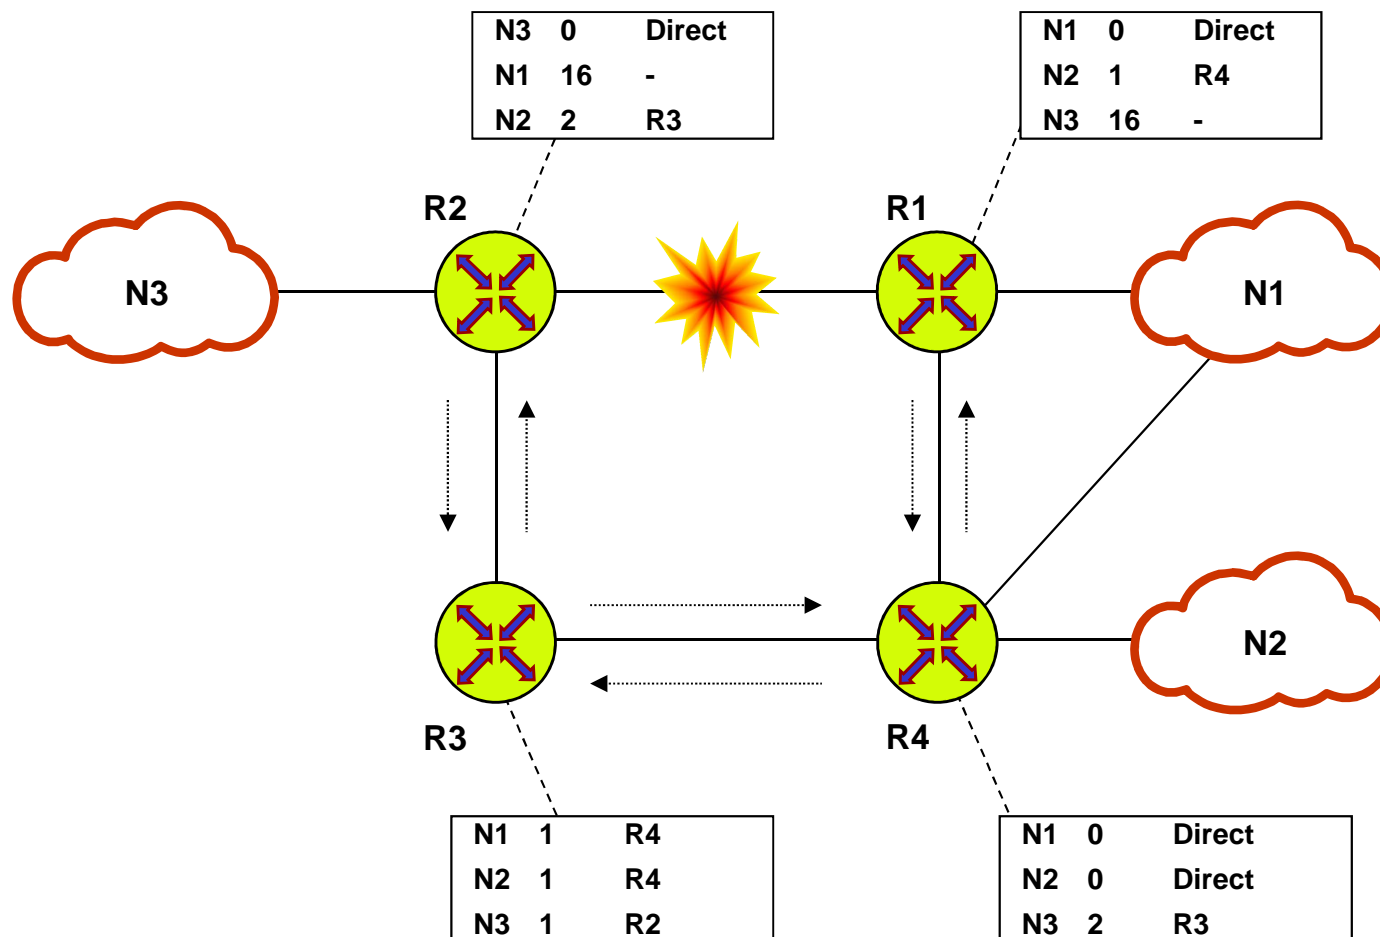 N3 0 Direct
N1 16 -
N2 2 R3
N1 0 Direct
N2 1 R4
N3 16 -
R2
R1
N3
N1
N2
R3
R4
N1 1 R4
N2 1 R4
N3 1 R2
N1 0 Direct
N2 0 Direct
N3 2 R3